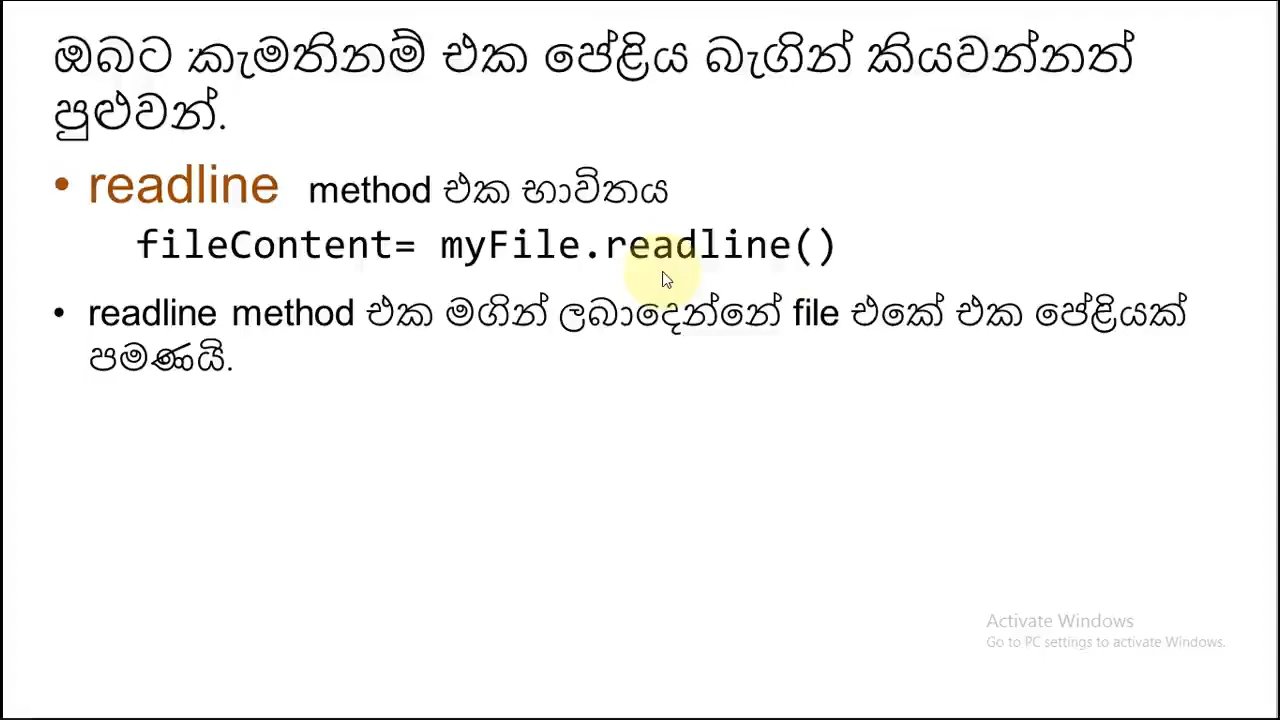 ඔබට කැමතිනම් එක පේළිය බැගින් කියවන්නත්
පුළුවන්.
• readline method එක භාවිතය
fileContent= myFile.readline()
• readline method එක මගින් ලබාදෙන්නේ file එකේ එක පේළියක්
පමණයි.
Activate Windows
Go to PC settings to activate Windows.